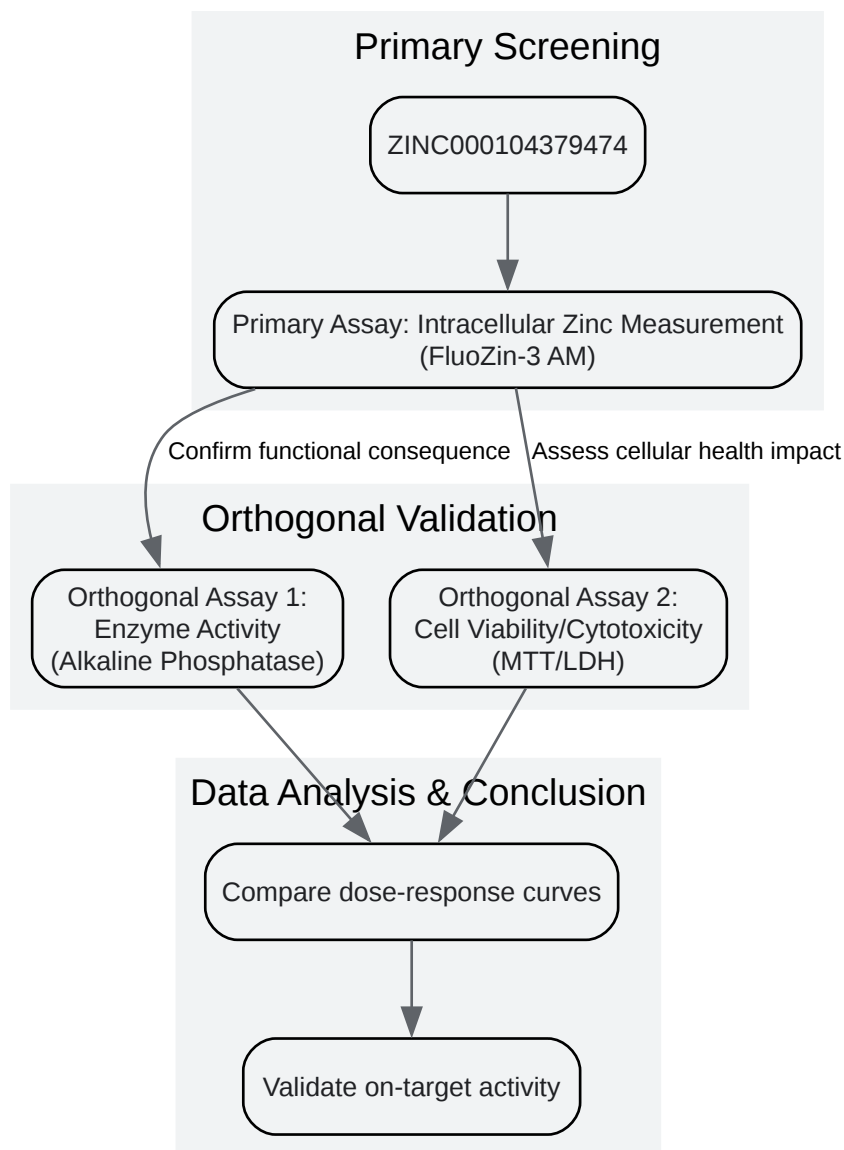 Primary Screening
ZINC000104379474
Primary Assay: Intracellular Zinc Measurement
(FluoZin-3 AM)
Confirm functional consequence
Assess cellular health impact
Orthogonal Validation
Orthogonal Assay 1:
Enzyme Activity
(Alkaline Phosphatase)
Orthogonal Assay 2:
Cell Viability/Cytotoxicity
(MTT/LDH)
Data Analysis & Conclusion
Compare dose-response curves
Validate on-target activity